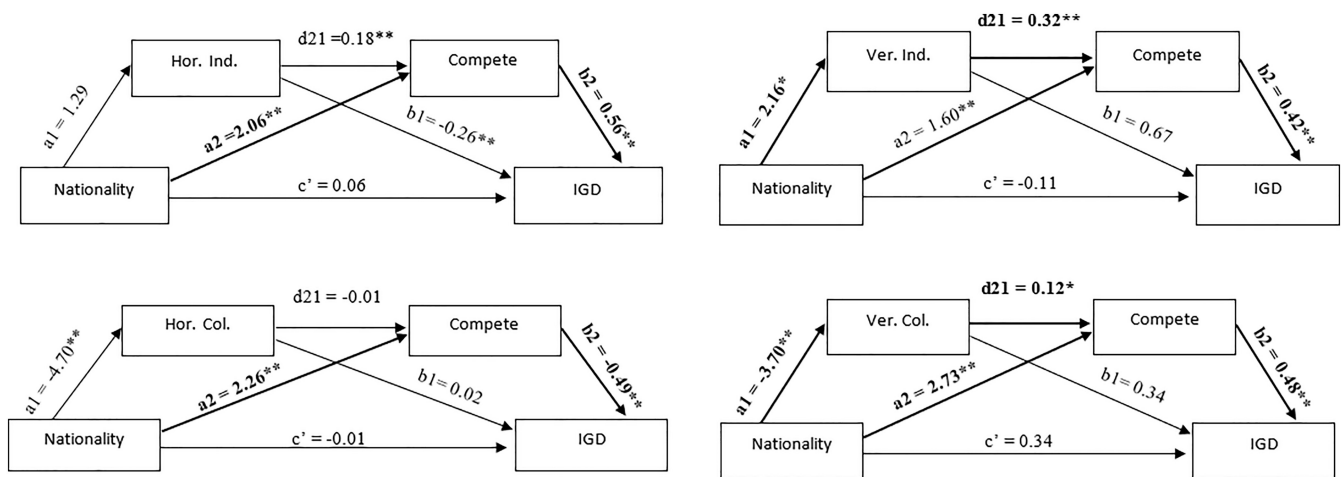 d21 =0.18**
Hor. Ind.
Compete
a1 = 1.29
a2 =2.06**
b1= -0.26**
b2 = 0.56**
Nationality
c’ = 0.06
IGD
d21 = 0.32**
Ver. Ind.
Compete
a1 = 2.16*
a2 = 1.60**
b1 = 0.67
b2 = 0.42**
Nationality
c’ = -0.11
IGD
d21 = -0.01
Hor. Col.
Compete
a1 = -4.70**
a2 = 2.26**
b1= 0.02
b2 = -0.49**
Nationality
c’ = -0.01
IGD
d21 = 0.12*
Ver. Col.
Compete
a1 = -3.70**
a2 = 2.73**
b1= 0.34
b2 = 0.48**
Nationality
c’ = 0.34
IGD